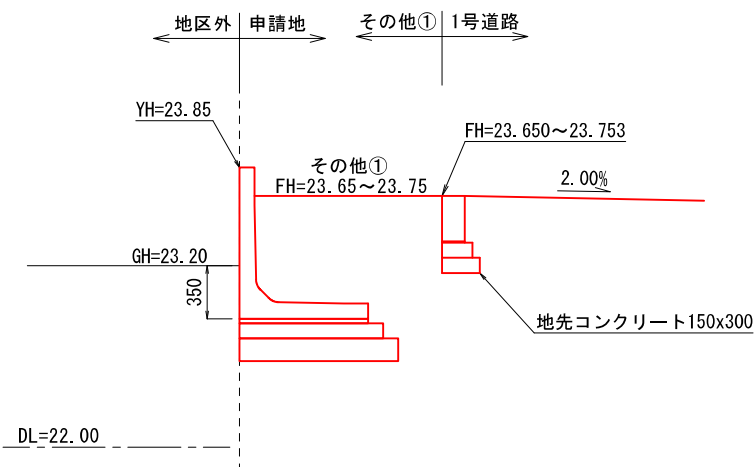 地区外 申請地
その他① 1号道路
YH=23.85
FH=23.650～23.753
その他①
FH=23.65～23.75
2.00%
GH=23.20
350
地先コンクリート150x300
DL=22.00